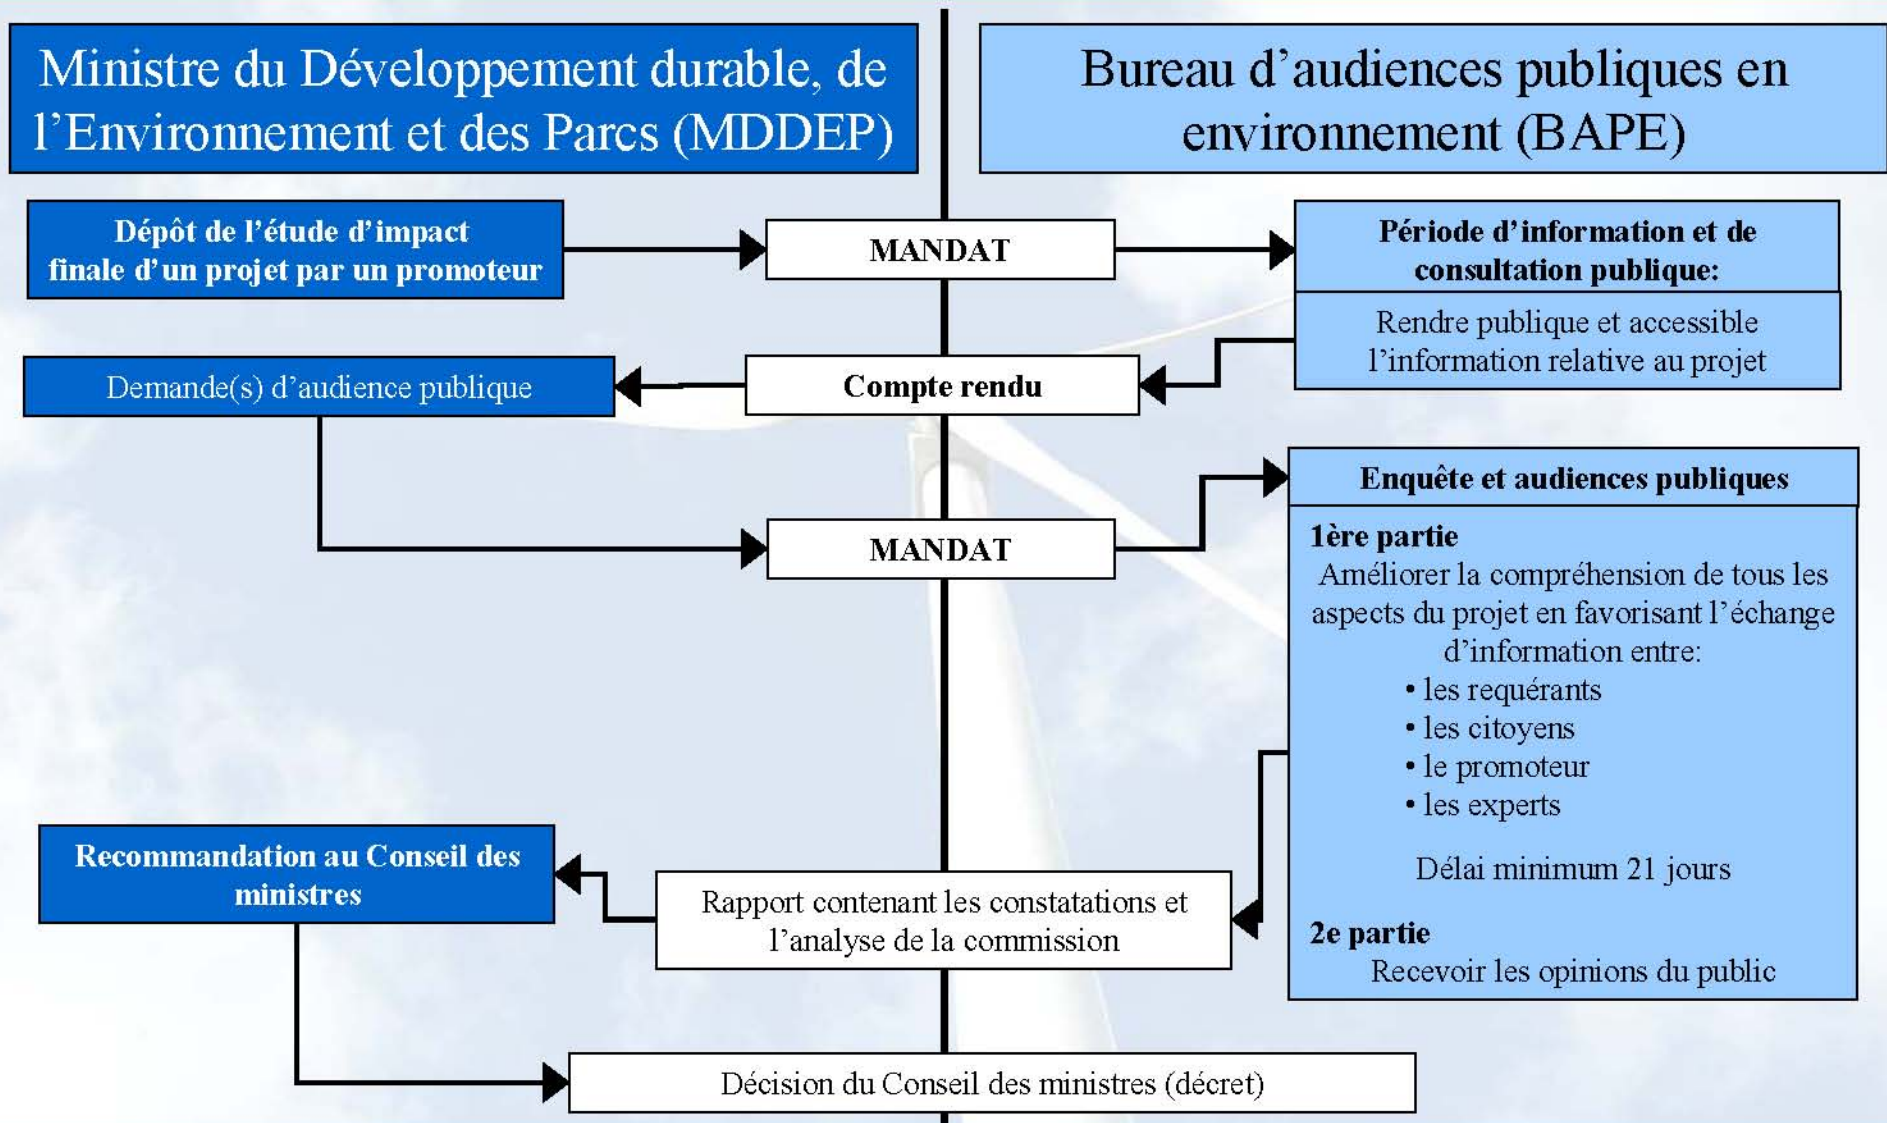 Ministre du Développement durable, de
l’Environnement et des Parcs (MDDEP)
Bureau d’audiences publiques en
environnement (BAPE)
Dépôt de l’étude d’impact
finale d’un projet par un promoteur
MANDAT
Période d’information et de
consultation publique:
Rendre publique et accessible
l’information relative au projet
Compte rendu
Demande(s) d’audience publique
MANDAT
Enquête et audiences publiques
1ère partie
Améliorer la compréhension de tous les
aspects du projet en favorisant l’échange
d’information entre:
• les requérants
• les citoyens
• le promoteur
• les experts
Délai minimum 21 jours
2e partie
Recevoir les opinions du public
Rapport contenant les constatations et
l’analyse de la commission
Recommandation au Conseil des
ministres
Décision du Conseil des ministres (décret)